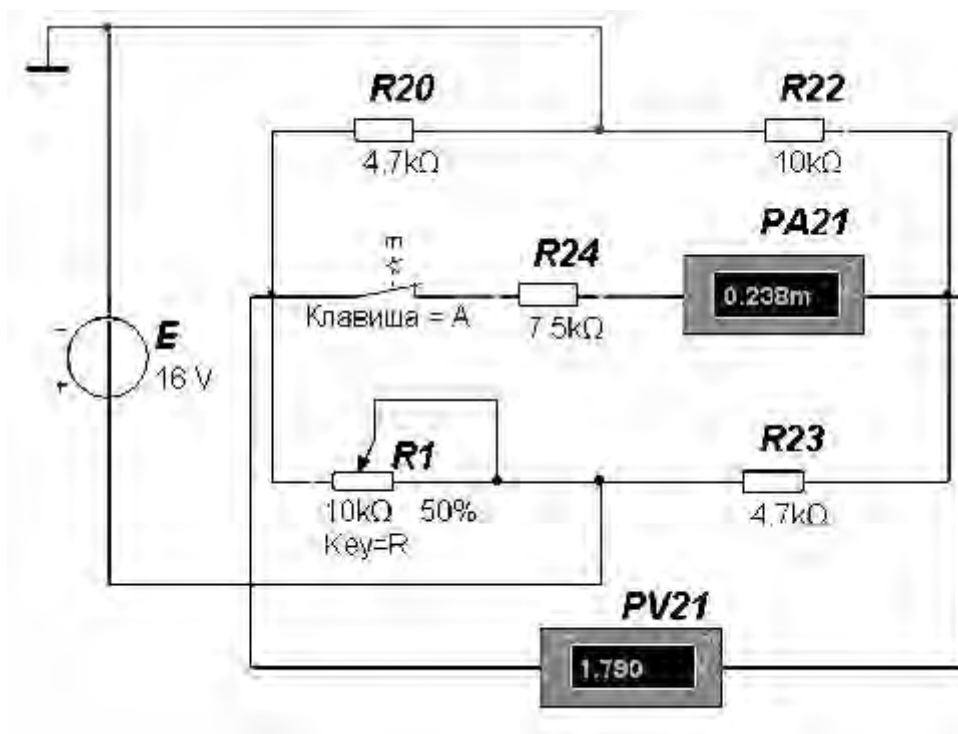 R20
R22
4.7kΩ
10kΩ
PA21
R24
0.238m
Клавиша = A
7.5kΩ
E
16 V
R1
R23
10kΩ 50%
4.7kΩ
Key=R
PV21
1.790